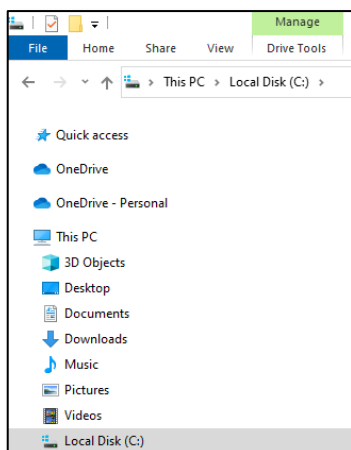 Manage
File Home Share View Drive Tools
This PC > Local Disk (C:) >
Quick access
OneDrive
OneDrive - Personal
This PC
3D Objects
Desktop
Documents
Downloads
Music
Pictures
Videos
Local Disk (C:)